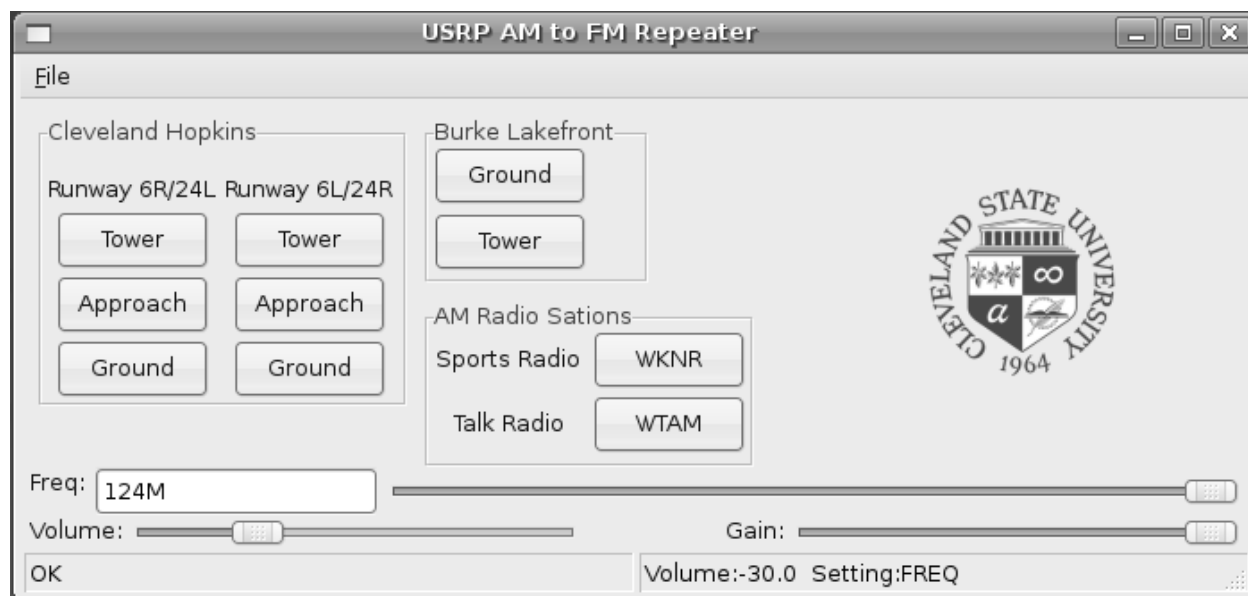 USRP AM to FM Repeater
File
Cleveland Hopkins
Runway 6R/24L Runway 6L/24R
Tower Tower
Approach Approach
Ground Ground
Burke Lakefront
Ground
Tower
AM Radio Sations
Sports Radio WKNR
Talk Radio WTAM
CLEVELAND STATE UNIVERSITY
∞
a
1964
Freq: 124M
Volume: Gain:
OK Volume:-30.0 Setting:FREQ